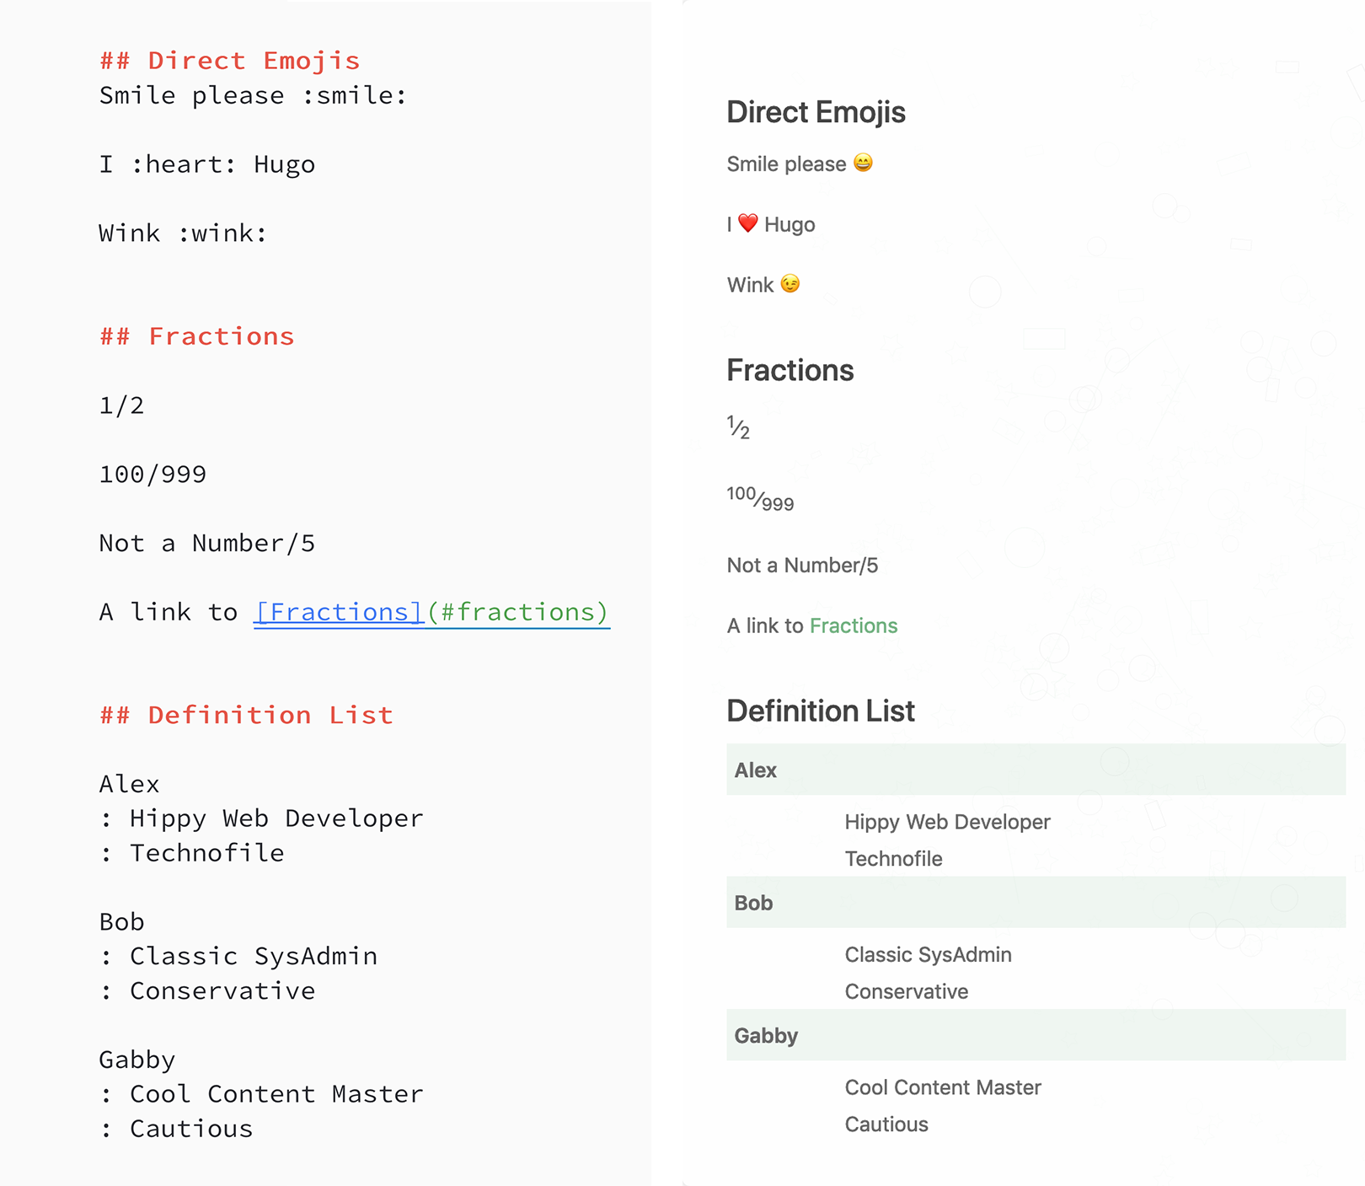 ## Direct Emojis
Smile please :smile:
I :heart: Hugo
Wink :wink:
## Fractions
1/2
100/999
Not a Number/5
A link to [Fractions](#fractions)
## Definition List
Alex
: Hippy Web Developer
: Technofile
Bob
: Classic SysAdmin
: Conservative
Gabby
: Cool Content Master
: Cautious
Direct Emojis
Smile please 😄
I ❤️ Hugo
Wink 😉
Fractions
1⁄2
100⁄999
Not a Number/5
A link to Fractions
Definition List
Alex
Hippy Web Developer
Technofile
Bob
Classic SysAdmin
Conservative
Gabby
Cool Content Master
Cautious